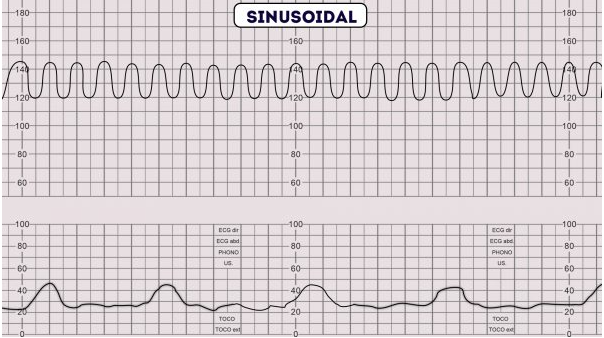 SINUSOIDAL
180 180
160 160 160
140 140 140
120 120 120
100 100 100
80 80 80
60 60 60
100 100 100
ECG dir ECG dir
80 ECG abd. 80 ECG abd. 80
PHONO PHONO
60 US. 60 US. 60
40 40 40
20 TOCO 20 TOCO 20
TOCO ext TOCO ext
0 0 0